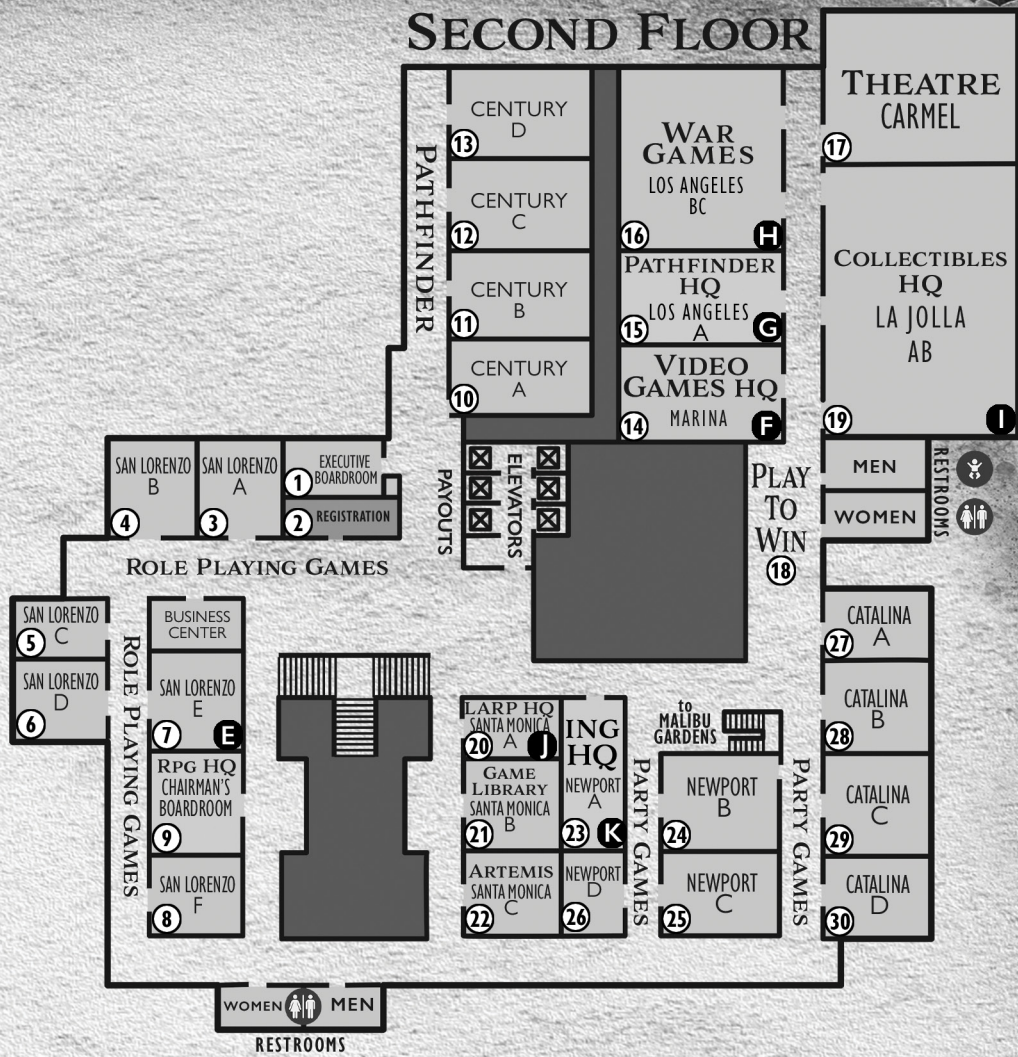 SECOND FLOOR
THEATRE
CARMEL
17
CENTURY
D
13
CENTURY
C
12
CENTURY
B
11
CENTURY
A
10
PATHFINDER
WAR
GAMES
LOS ANGELES
BC
16
H
PATHFINDER
HQ
LOS ANGELES
A
15
G
VIDEO
GAMES HQ
MARINA
14
F
COLLECTIBLES
HQ
LA JOLLA
AB
19
I
MEN
WOMEN
RESTROOMS
PLAY
TO
WIN
18
ELEVATORS
PAYOUTS
SAN LORENZO
B
4
SAN LORENZO
A
3
EXECUTIVE
BOARDROOM
1
2
REGISTRATION
ROLE PLAYING GAMES
SAN LORENZO
C
5
SAN LORENZO
D
6
ROLE PLAYING GAMES
BUSINESS
CENTER
SAN LORENZO
E
7
E
RPG HQ
CHAIRMAN'S
BOARDROOM
9
SAN LORENZO
F
8
LARP HQ
SANTA MONICA
A
20
J
GAME
LIBRARY
SANTA MONICA
B
21
ARTEMIS
SANTA MONICA
C
22
ING
HQ
NEWPORT
A
23
K
NEWPORT
D
26
PARTY GAMES
to
MALIBU
GARDENS
NEWPORT
B
24
NEWPORT
C
25
PARTY GAMES
CATALINA
A
27
CATALINA
B
28
CATALINA
C
29
CATALINA
D
30
WOMEN
MEN
RESTROOMS